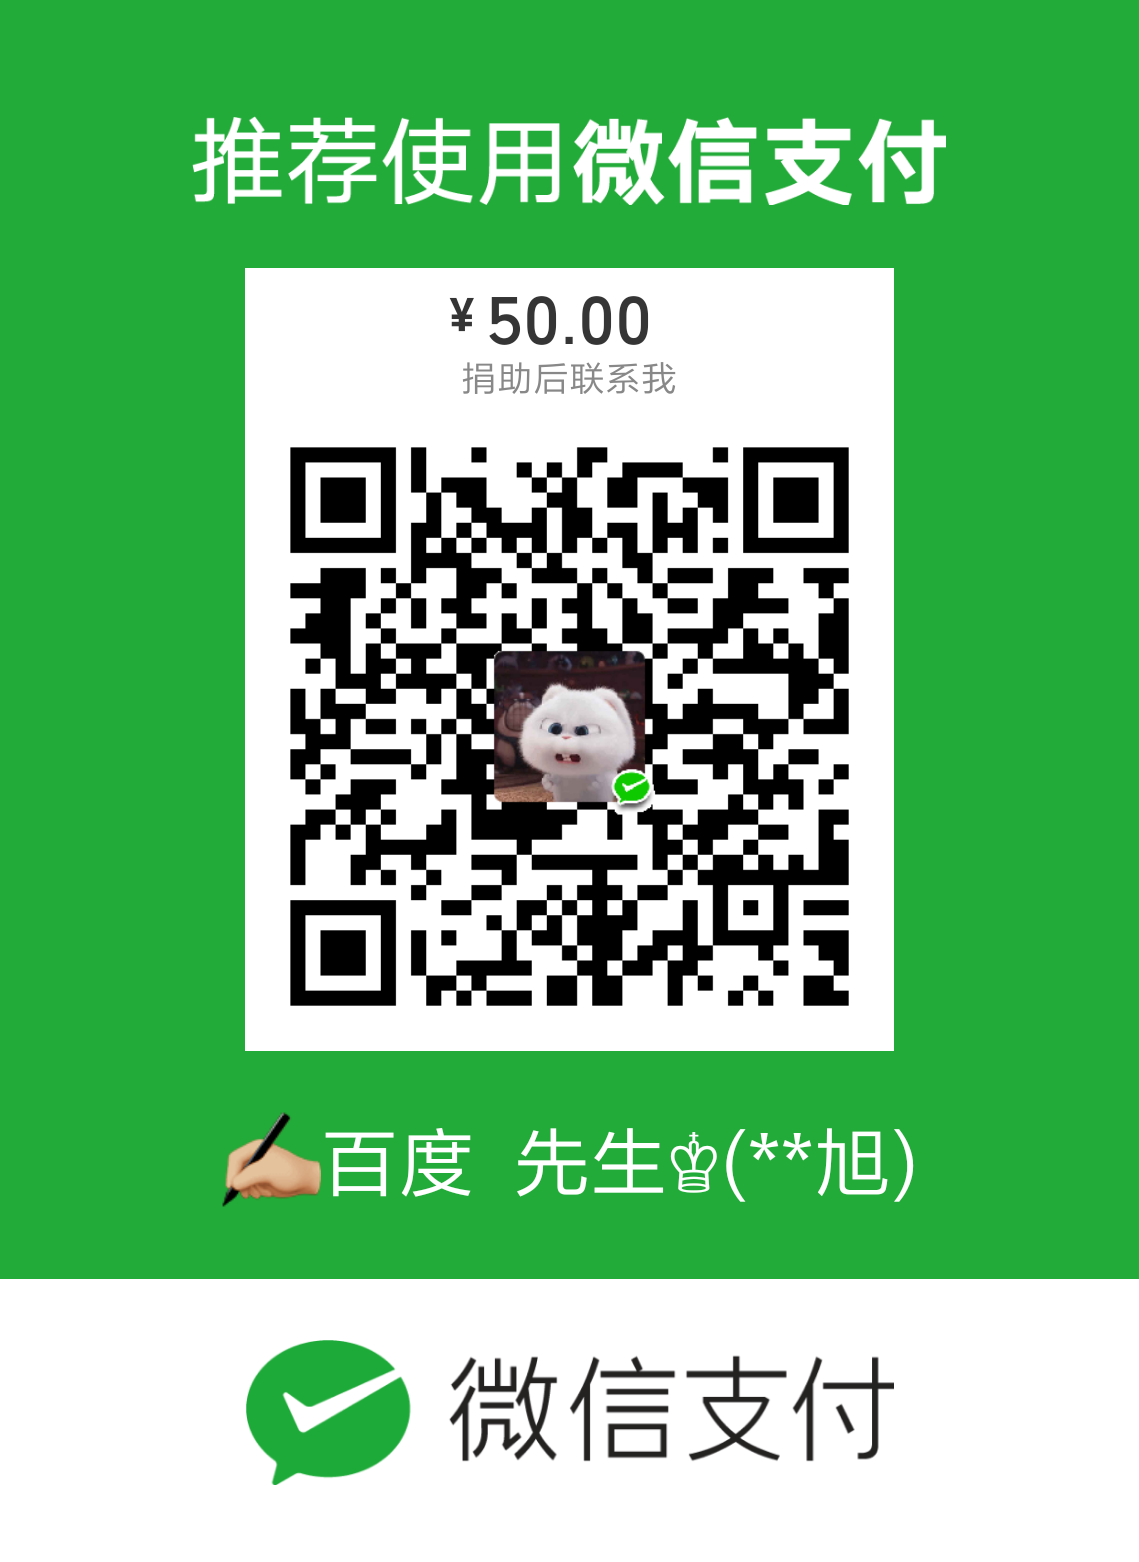 推荐使用微信支付
¥50.00
捐助后联系我
✍🏼百度 先生♔(**旭)
微信支付